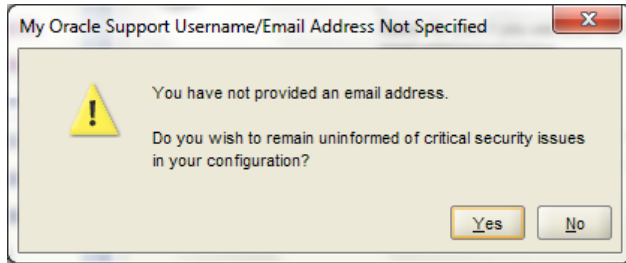 My Oracle Support Username/Email Address Not Specified
You have not provided an email address.
Do you wish to remain uninformed of critical security issues
in your configuration?
Yes
No